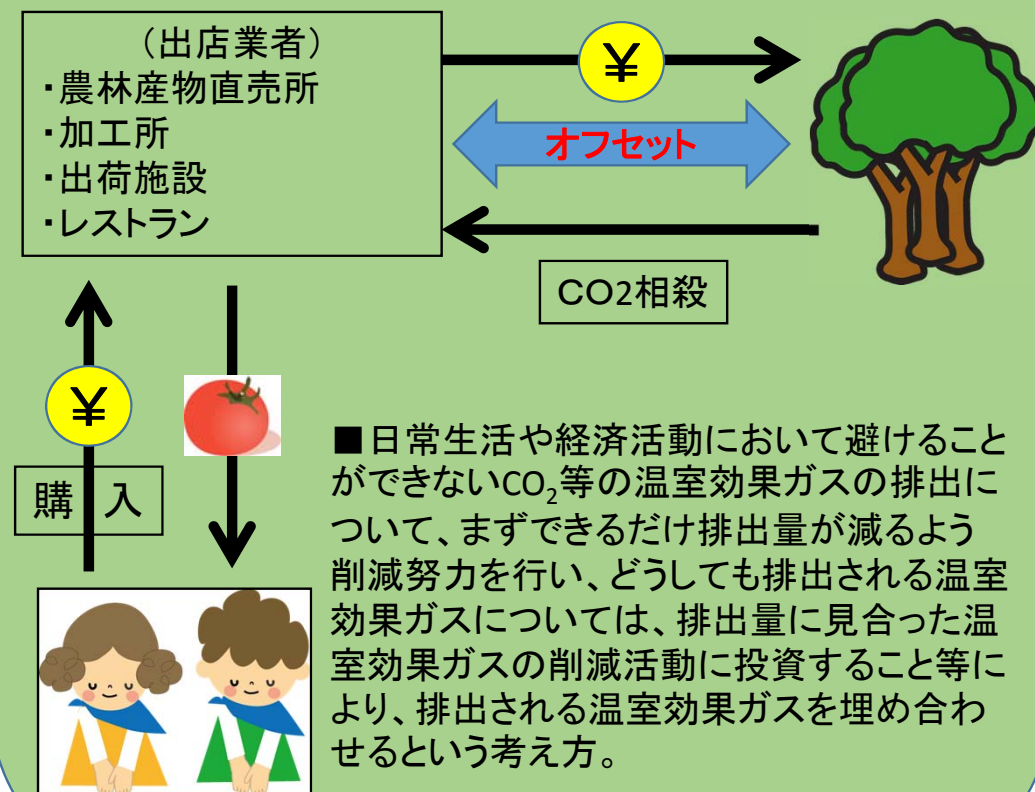 (出店業者)
・農林産物直売所
・加工所
・出荷施設
・レストラン
¥
オフセット
CO2相殺
¥
購入
■日常生活や経済活動において避けること
ができないCO₂等の温室効果ガスの排出に
ついて、まずできるだけ排出量が減るよう
削減努力を行い、どうしても排出される温室
効果ガスについては、排出量に見合った温
室効果ガスの削減活動に投資すること等に
より、排出される温室効果ガスを埋め合わ
せるという考え方。